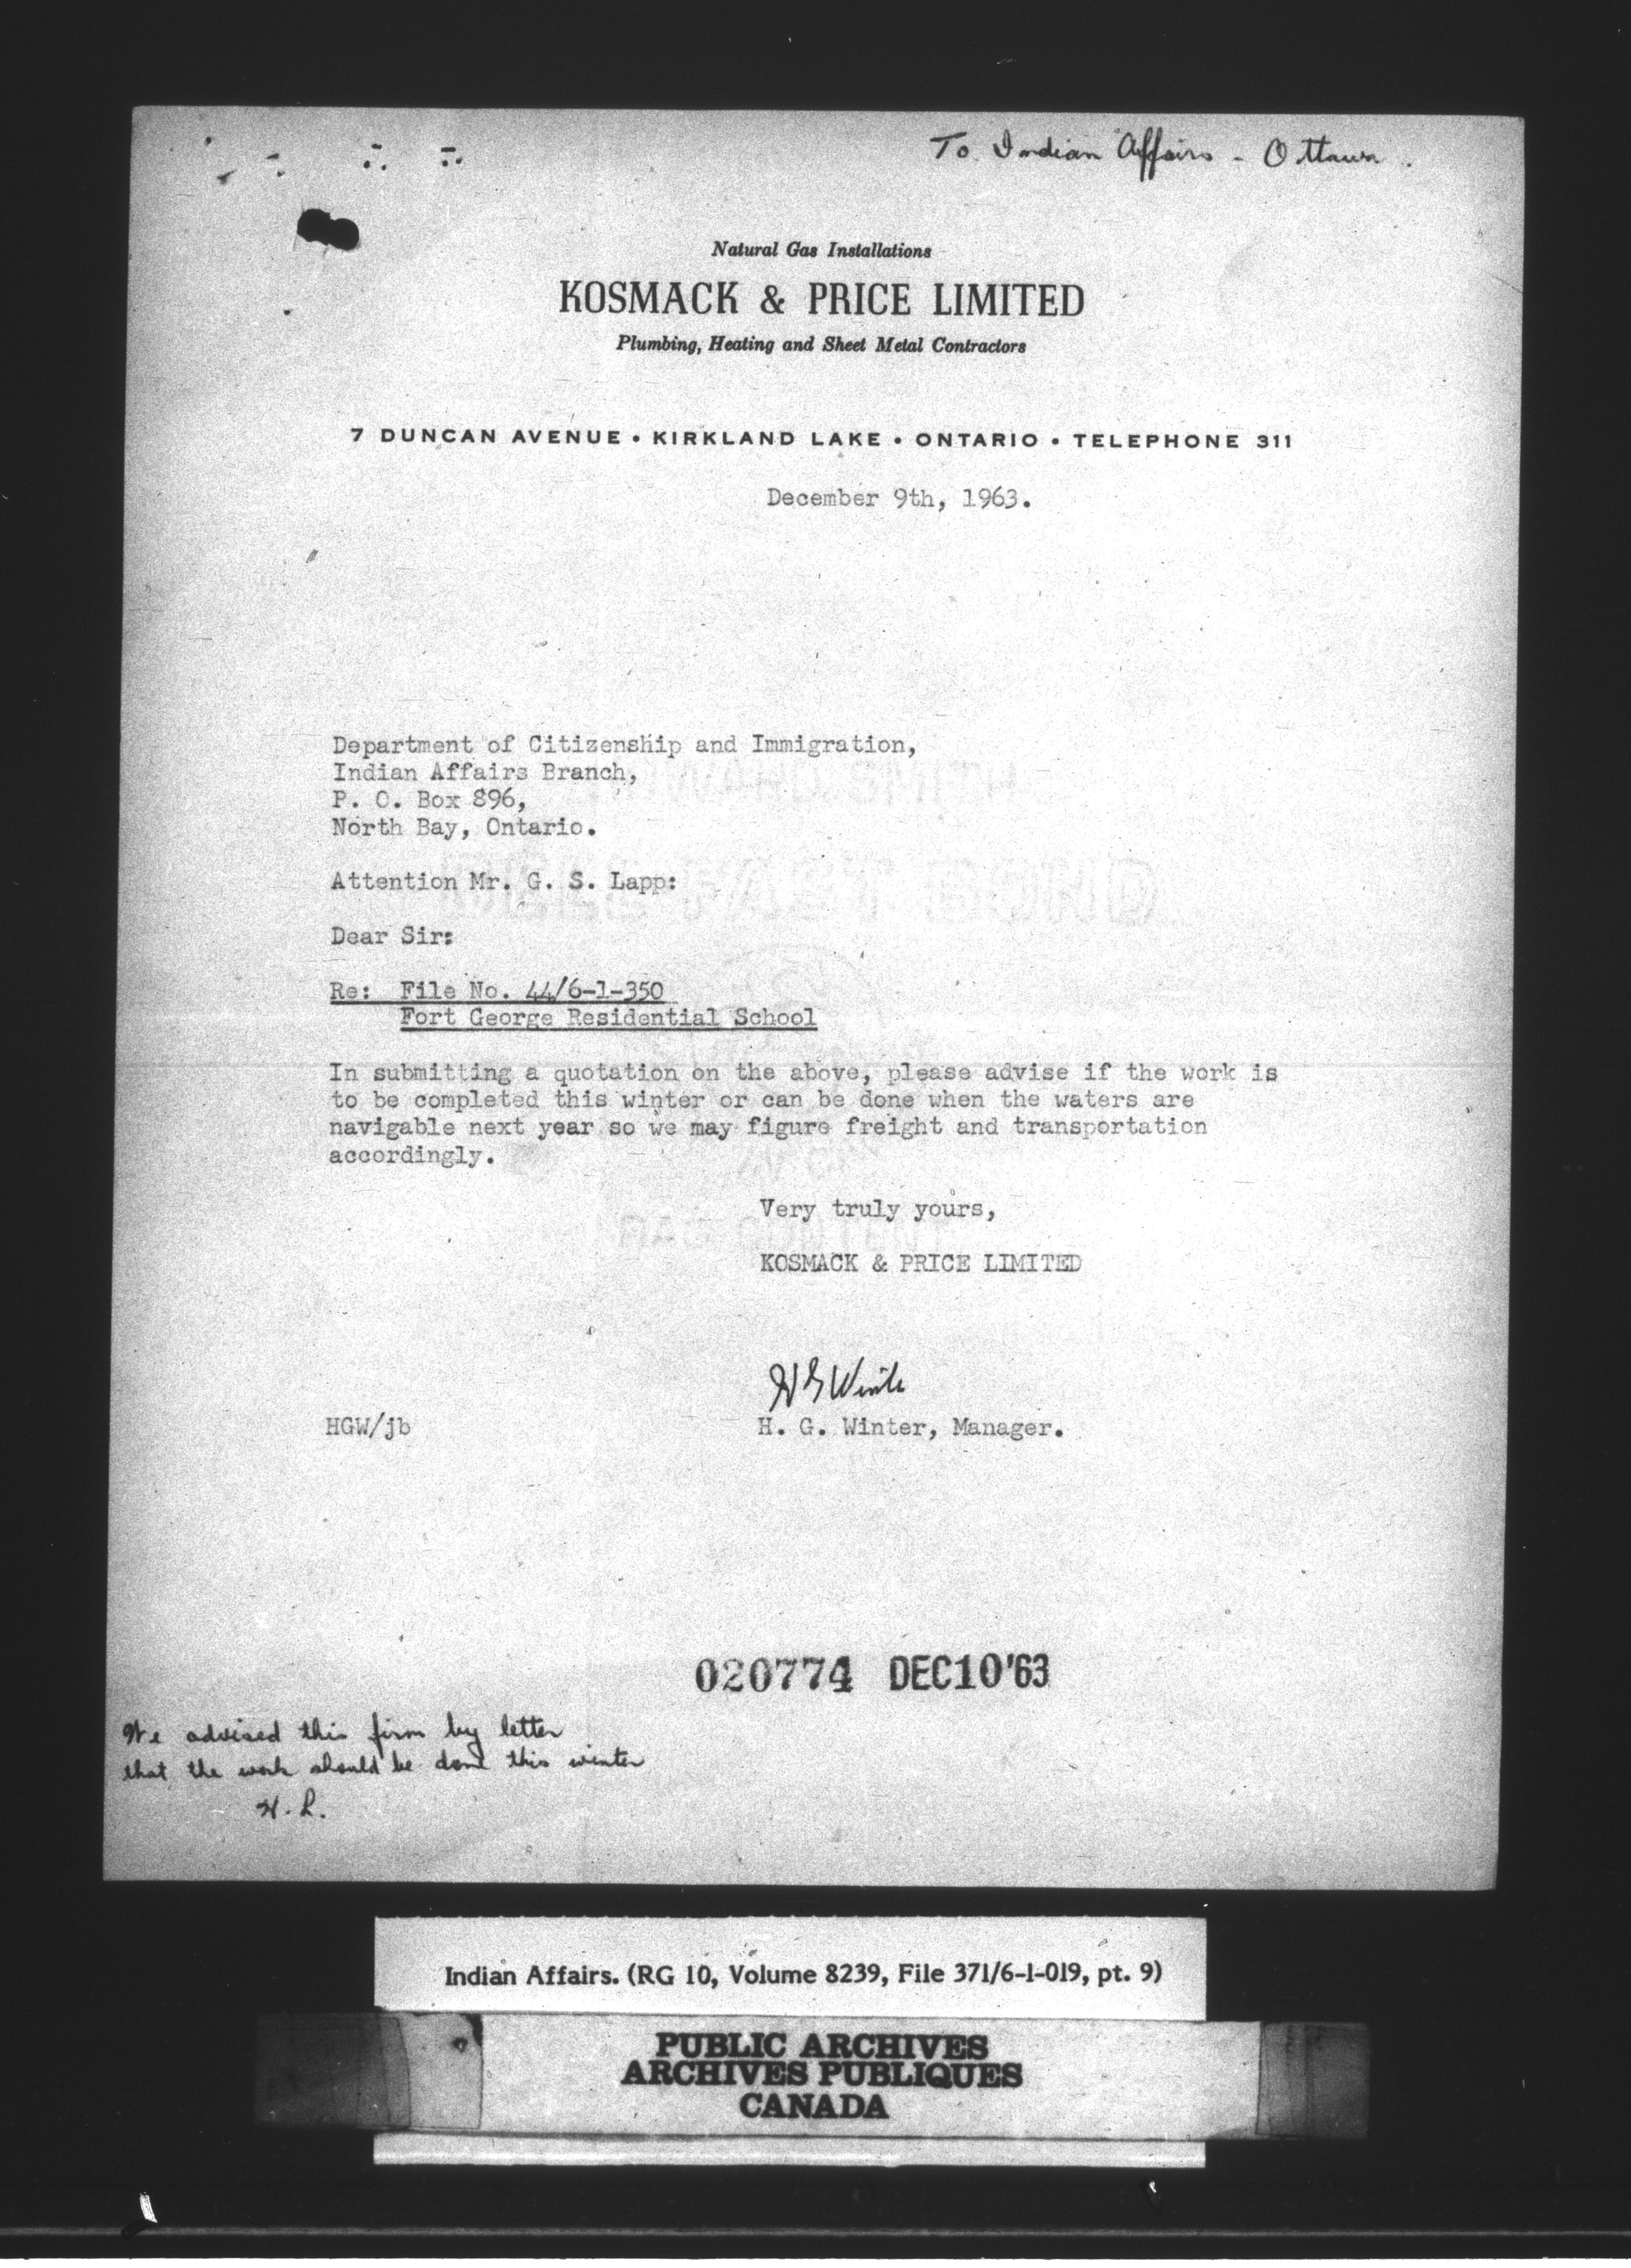 To Indian Affairs - Ottawa.
Natural Gas Installations
KOSMACK & PRICE LIMITED
Plumbing, Heating and Sheet Metal Contractors
7 DUNCAN AVENUE • KIRKLAND LAKE • ONTARIO • TELEPHONE 311
December 9th, 1963.
Department of Citizenship and Immigration,
Indian Affairs Branch,
P. O. Box 896,
North Bay, Ontario.
Attention Mr. G. S. Lapp:
Dear Sir:
Re: File No. 44/6-1-350
Fort George Residential School
In submitting a quotation on the above, please advise if the work is
to be completed this winter or can be done when the waters are
navigable next year so we may figure freight and transportation
accordingly.
Very truly yours,
KOSMACK & PRICE LIMITED
HG Winter
HGW/jb
H. G. Winter, Manager.
020774 DEC10'63
We advised this firm by letter
that the work should be done this winter
H. L.
Indian Affairs. (RG 10, Volume 8239, File 371/6-1-019, pt. 9)
PUBLIC ARCHIVES
ARCHIVES PUBLIQUES
CANADA